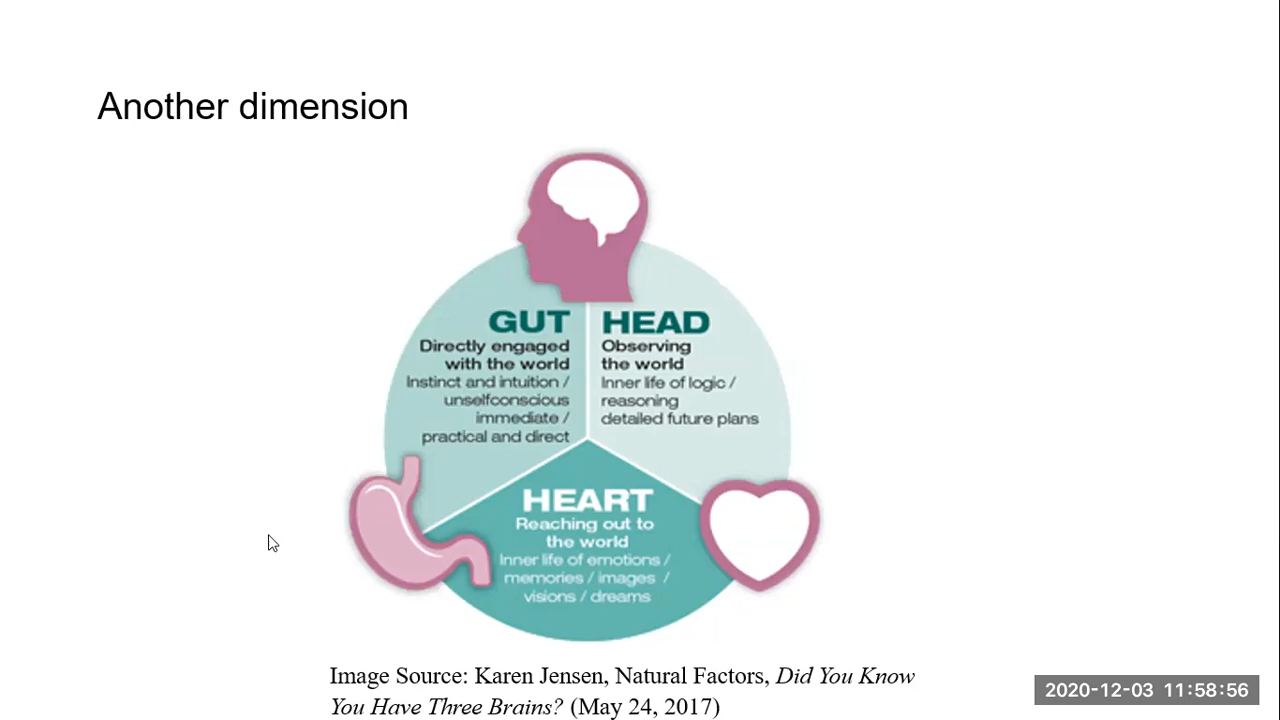 Another dimension
GUT
Directly engaged
with the world
Instinct and intuition /
unselfconscious
immediate /
practical and direct
HEAD
Observing
the world
Inner life of logic /
reasoning
detailed future plans
HEART
Reaching out to
the world
Inner life of emotions /
memories / images /
visions / dreams
Image Source: Karen Jensen, Natural Factors, Did You Know
You Have Three Brains? (May 24, 2017)
2020-12-03 11:58:56